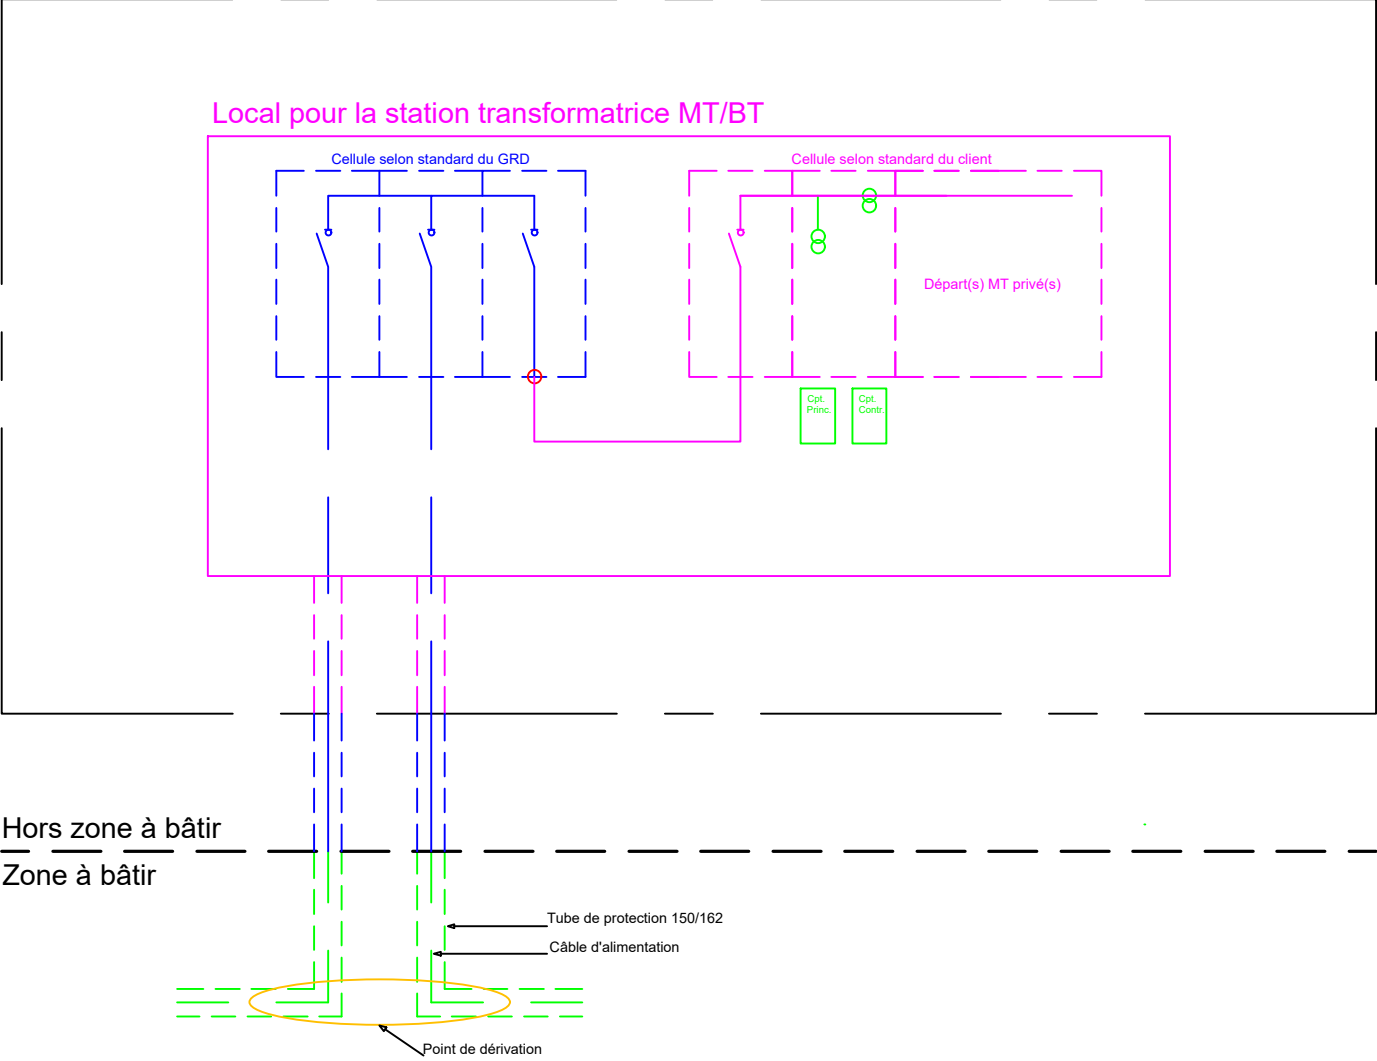 Local pour la station transformatrice MT/BT
Cellule selon standard du GRD
Cellule selon standard du client
Départ(s) MT privé(s)
Cpt.
Princ.
Cpt.
Contr.
Hors zone à bâtir
Zone à bâtir
Tube de protection 150/162
Câble d'alimentation
Point de dérivation